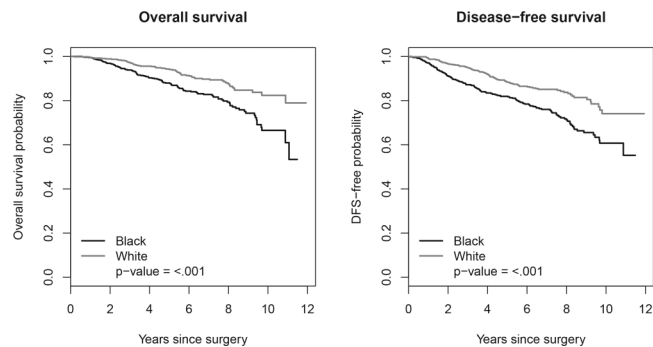 Overall survival
Overall survival probability
1.0
0.8
0.6
0.4
0.2
0.0
Black
White
p−value = <.001
0 2 4 6 8 10 12
Years since surgery
Disease−free survival
DFS−free probability
1.0
0.8
0.6
0.4
0.2
0.0
Black
White
p−value = <.001
0 2 4 6 8 10 12
Years since surgery